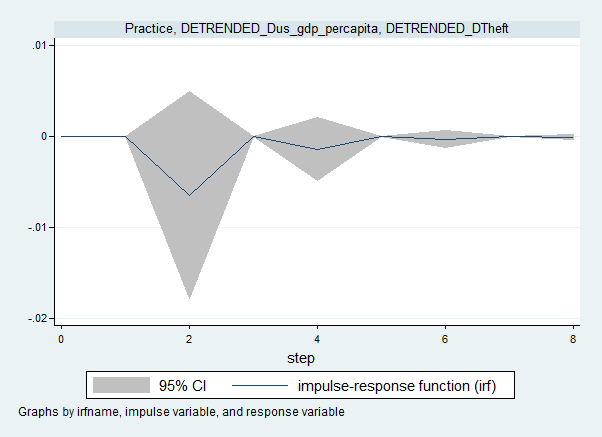 Practice, DETRENDED_Dus_gdp_percapita, DETRENDED_DTheft
.01
0
-.01
-.02
0 2 4 6 8
step
95% CI impulse-response function (irf)
Graphs by irfname, impulse variable, and response variable